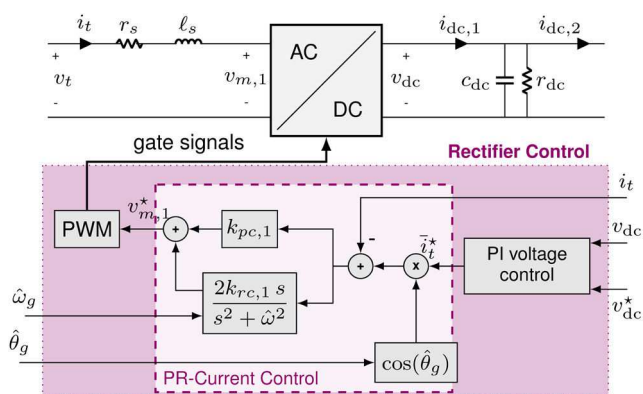 i_t r_s ℓ_s i_dc,1 i_dc,2
+ + AC +
v_t v_m,1 v_dc c_dc r_dc
- - DC -
gate signals
Rectifier Control
v*_m,1 i_t
PWM k_pc,1 - ī*_t v_dc
+ + x PI voltage
control
2k_rc,1 s
s² + ω̂²
ω̂_g v*_dc
θ̂_g cos(θ̂_g)
PR-Current Control